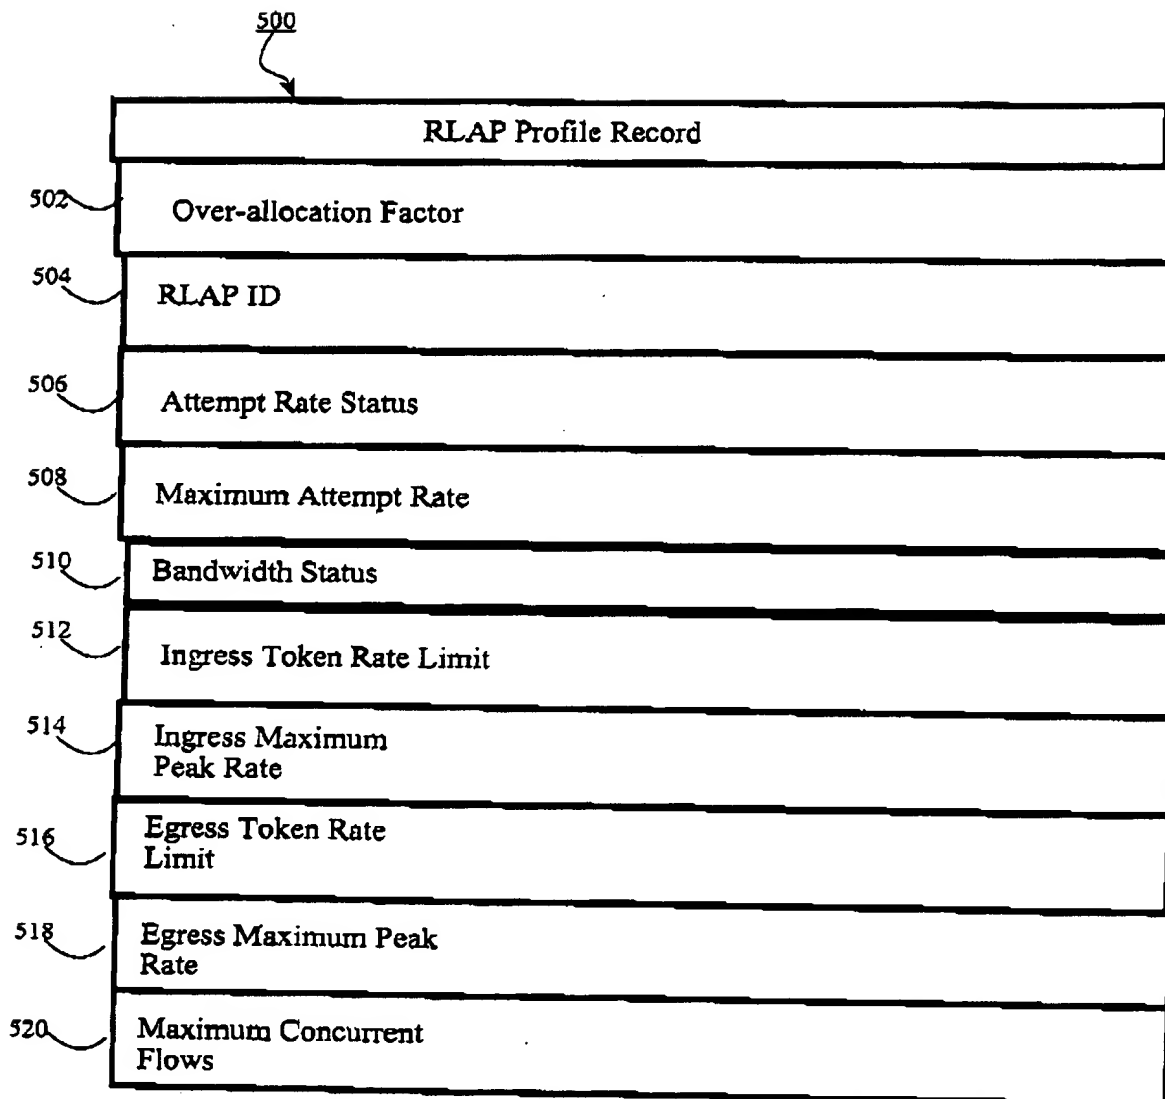 500
RLAP Profile Record
502
Over-allocation Factor
504
RLAP ID
506
Attempt Rate Status
508
Maximum Attempt Rate
510
Bandwidth Status
512
Ingress Token Rate Limit
514
Ingress Maximum
Peak Rate
516
Egress Token Rate
Limit
518
Egress Maximum Peak
Rate
520
Maximum Concurrent
Flows